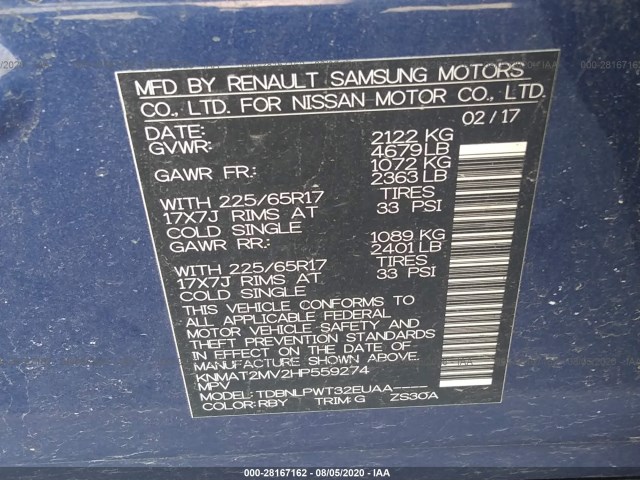 MFD BY RENAULT SAMSUNG MOTORS
CO., LTD. FOR NISSAN MOTOR CO., LTD.
DATE: 02/17
GVWR: 2122 KG
4679 LB
GAWR FR: 1072 KG
2363 LB
WITH 225/65R17 TIRES
17X7J RIMS AT 33 PSI
COLD SINGLE
GAWR RR: 1089 KG
2401 LB
WITH 225/65R17 TIRES
17X7J RIMS AT 33 PSI
COLD SINGLE
THIS VEHICLE CONFORMS TO
ALL APPLICABLE FEDERAL
MOTOR VEHICLE SAFETY AND
THEFT PREVENTION STANDARDS
IN EFFECT ON THE DATE OF
MANUFACTURE SHOWN ABOVE.
KNMAT2MV2HP559274
MPV
MODEL: TDBNLPWT32EUAA----
COLOR: RBY TRIM: G ZS30A
000-28167162 - 08/05/2020 - IAA